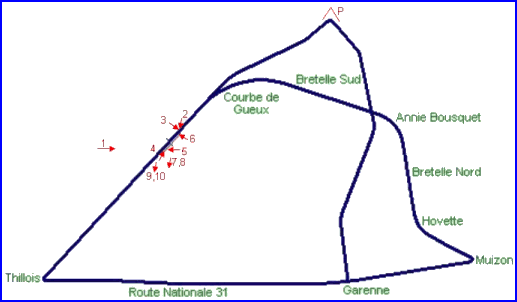 P
Bretelle Sud
Courbe de
Gueux
Annie Bousquet
3
2
6
1
4
5
7,8
9,10
Bretelle Nord
Hovette
Muizon
Thillois
Route Nationale 31
Garenne